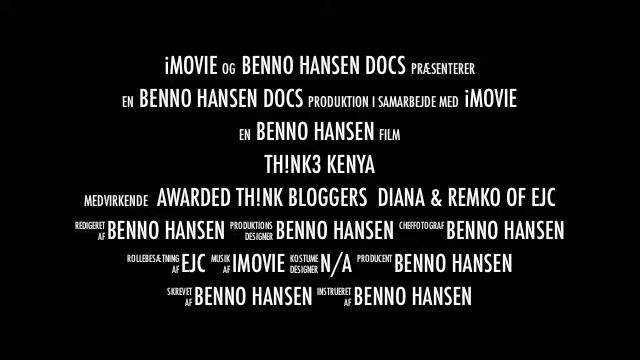 iMOVIE OG BENNO HANSEN DOCS PRÆSENTERER
EN BENNO HANSEN DOCS PRODUKTION I SAMARBEJDE MED iMOVIE
EN BENNO HANSEN FILM
TH!NK3 KENYA
MEDVIRKENDE AWARDED TH!NK BLOGGERS DIANA & REMKO OF EJC
REDIGERET AF BENNO HANSEN PRODUKTIONS DESIGNER BENNO HANSEN CHEFFOTOGRAF BENNO HANSEN
ROLLEBESÆTNING AF EJC MUSIK AF IMOVIE KOSTUME DESIGNER N/A PRODUCENT BENNO HANSEN
SKREVET AF BENNO HANSEN INSTRUERET AF BENNO HANSEN